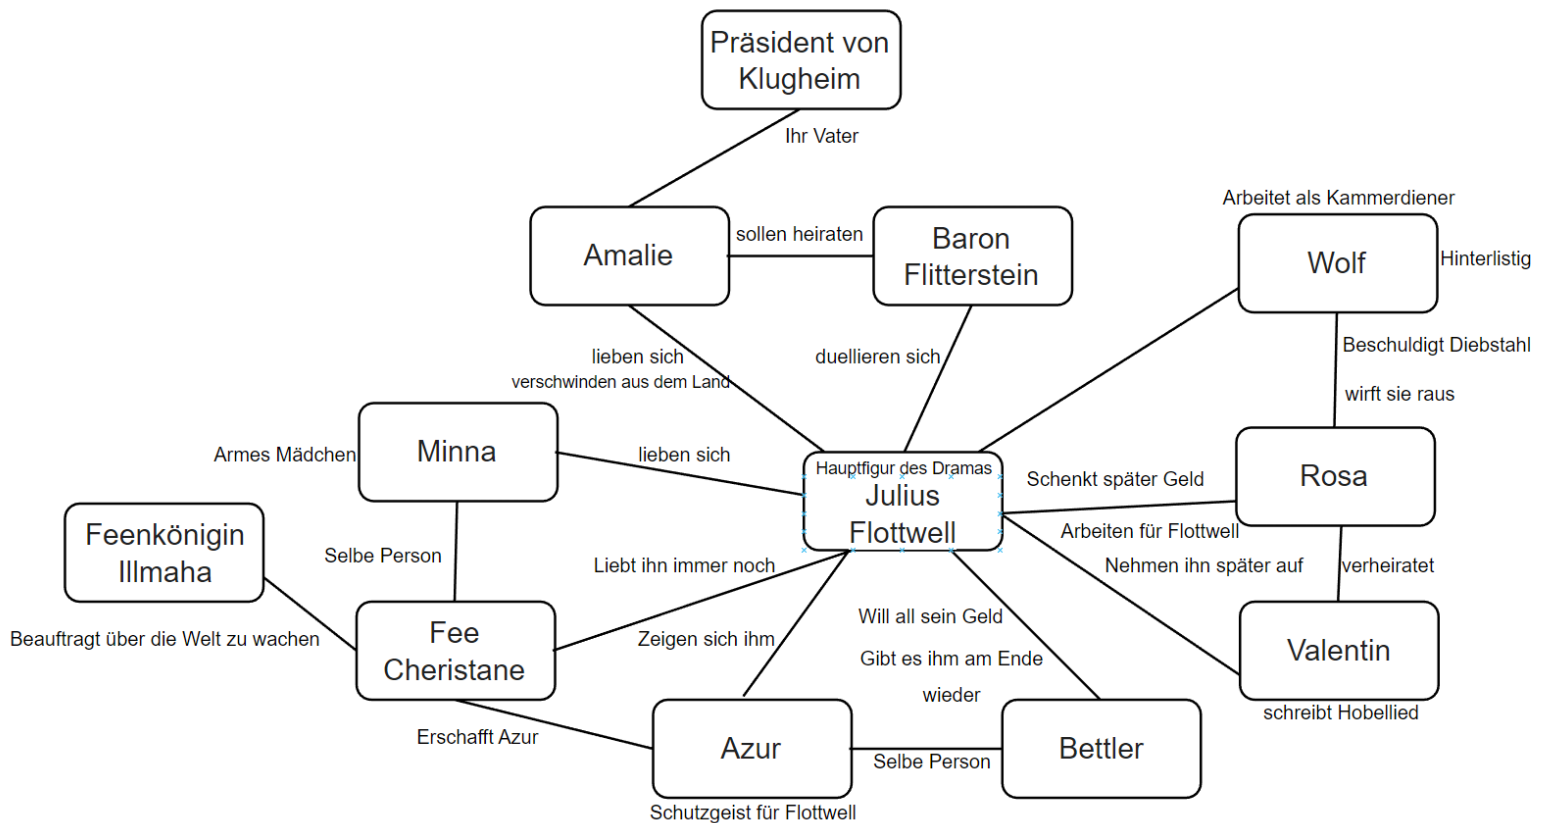 Präsident von
Klugheim
Ihr Vater
Arbeitet als Kammerdiener
Amalie
sollen heiraten
Baron
Flitterstein
Wolf
Hinterlistig
lieben sich
verschwinden aus dem Land
duellieren sich
Beschuldigt Diebstahl
wirft sie raus
Armes Mädchen
Minna
lieben sich
Hauptfigur des Dramas
Julius
Flottwell
Schenkt später Geld
Rosa
Arbeiten für Flottwell
Feenkönigin
Illmaha
Selbe Person
Liebt ihn immer noch
Nehmen ihn später auf
verheiratet
Beauftragt über die Welt zu wachen
Fee
Cheristane
Zeigen sich ihm
Will all sein Geld
Gibt es ihm am Ende
wieder
Valentin
schreibt Hobellied
Erschafft Azur
Azur
Selbe Person
Bettler
Schutzgeist für Flottwell